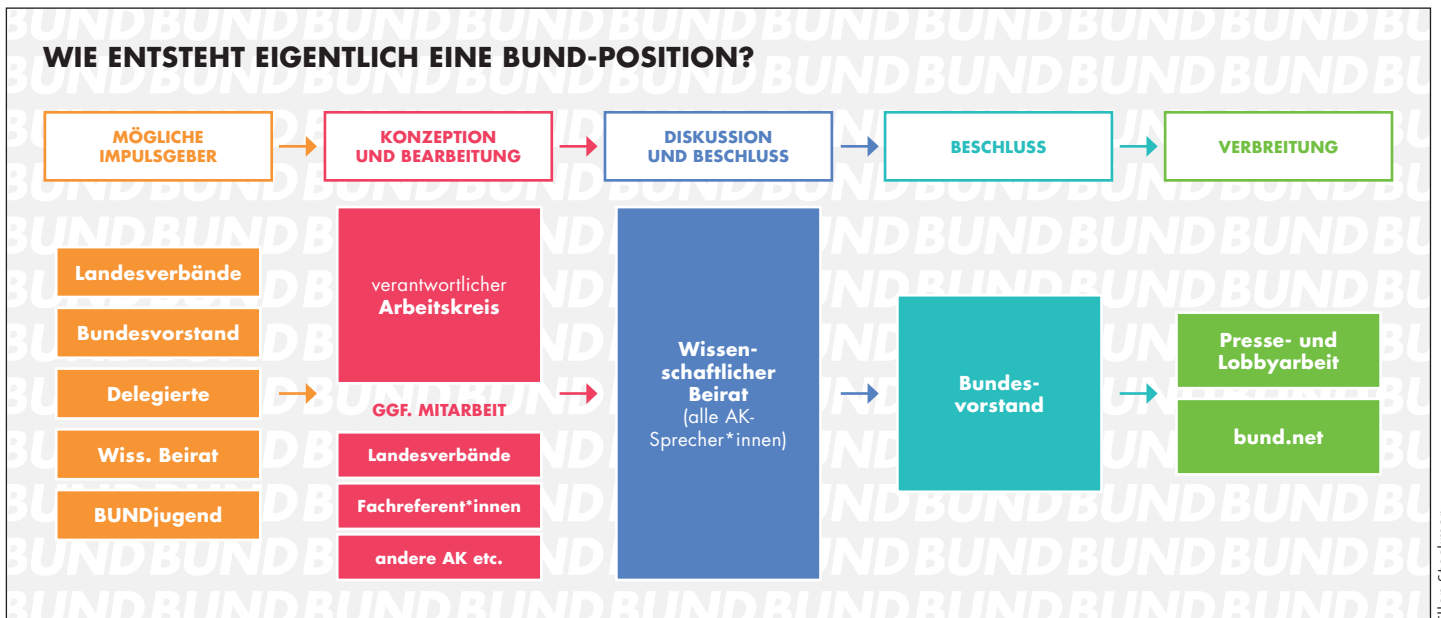 WIE ENTSTEHT EIGENTLICH EINE BUND-POSITION?
MÖGLICHE
IMPULSGEBER
KONZEPTION
UND BEARBEITUNG
DISKUSSION
UND BESCHLUSS
BESCHLUSS
VERBREITUNG
Landesverbände
Bundesvorstand
Delegierte
Wiss. Beirat
BUNDjugend
verantwortlicher
Arbeitskreis
GGF. MITARBEIT
Landesverbände
Fachreferent*innen
andere AK etc.
Wissen-
schaftlicher
Beirat
(alle AK-
Sprecher*innen)
Bundes-
vorstand
Presse- und
Lobbyarbeit
bund.net